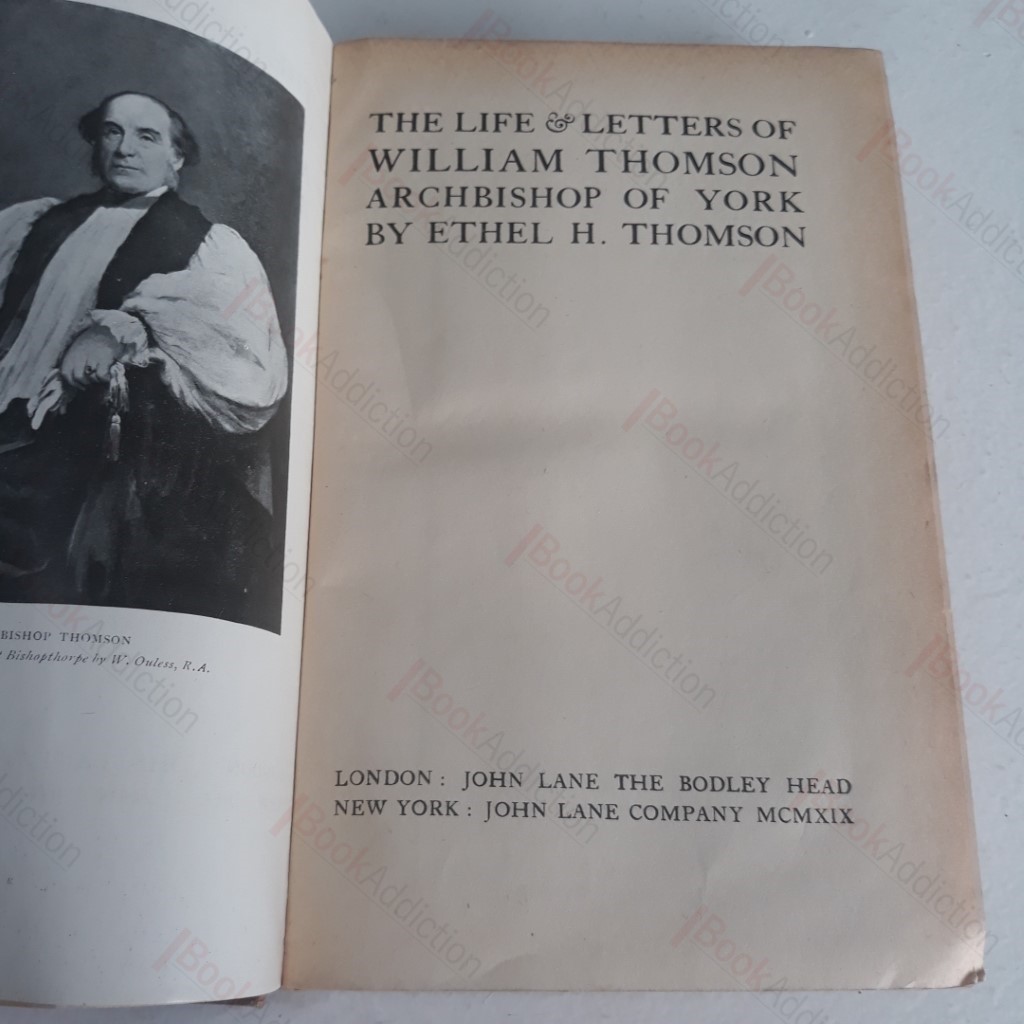 BISHOP THOMSON
Bishopthorpe by W. Ouless, R.A.
THE LIFE & LETTERS OF
WILLIAM THOMSON
ARCHBISHOP OF YORK
BY ETHEL H. THOMSON
LONDON: JOHN LANE THE BODLEY HEAD
NEW YORK: JOHN LANE COMPANY MCMXIX
BookAddiction